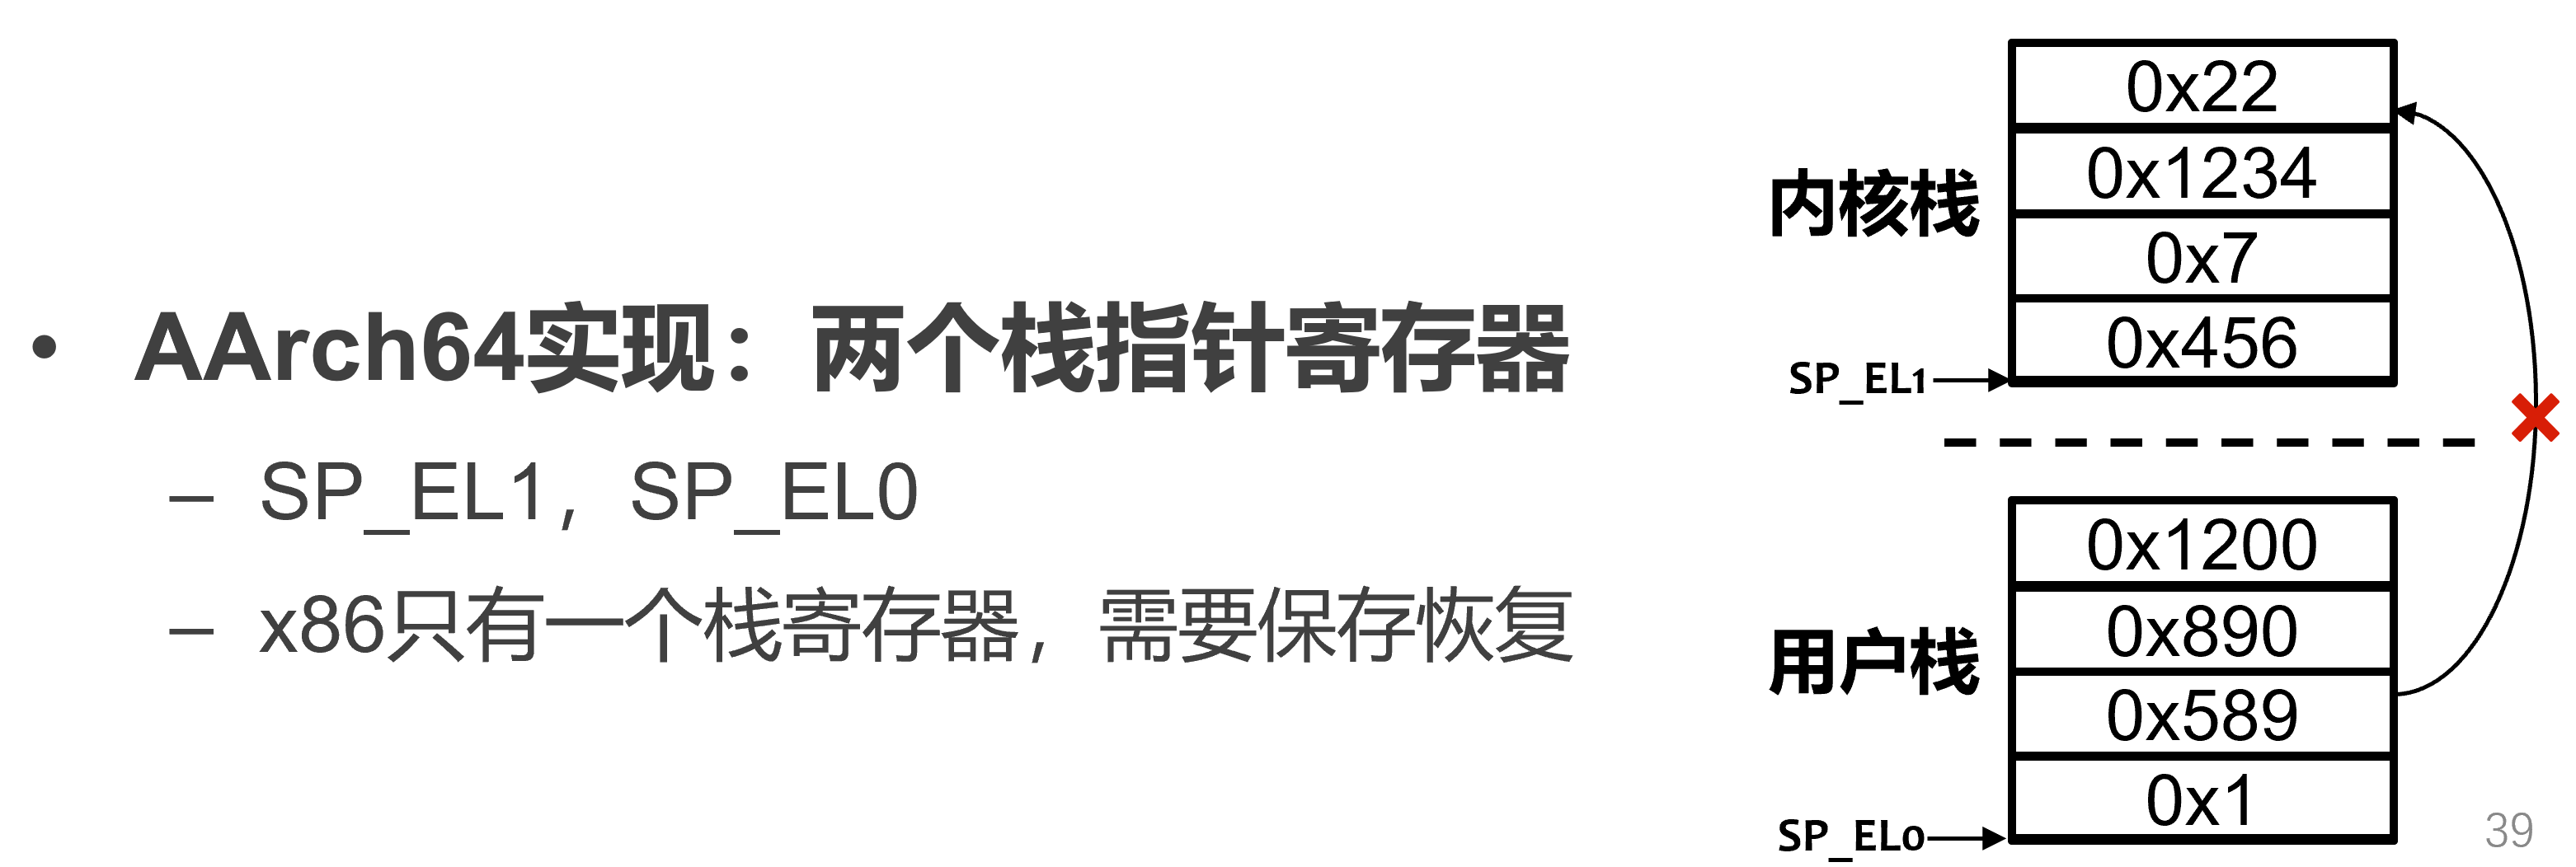 • AArch64实现：两个栈指针寄存器
– SP_EL1，SP_EL0
– x86只有一个栈寄存器，需要保存恢复
内核栈
0x22
0x1234
0x7
0x456
SP_EL1
用户栈
0x1200
0x890
0x589
0x1
SP_EL0
39